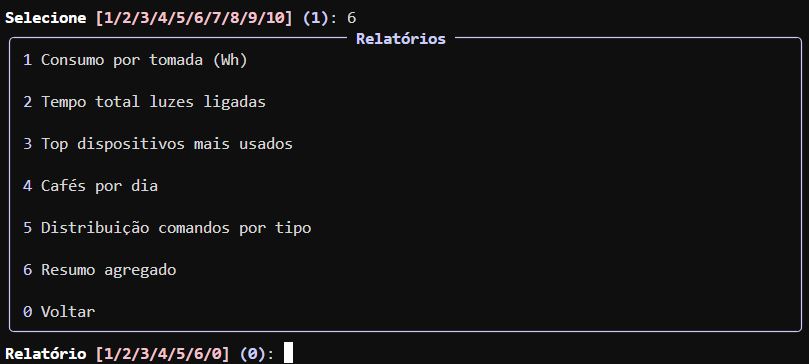 Selecione [1/2/3/4/5/6/7/8/9/10] (1): 6
Relatórios
1 Consumo por tomada (Wh)
2 Tempo total luzes ligadas
3 Top dispositivos mais usados
4 Cafés por dia
5 Distribuição comandos por tipo
6 Resumo agregado
0 Voltar
Relatório [1/2/3/4/5/6/0] (0):